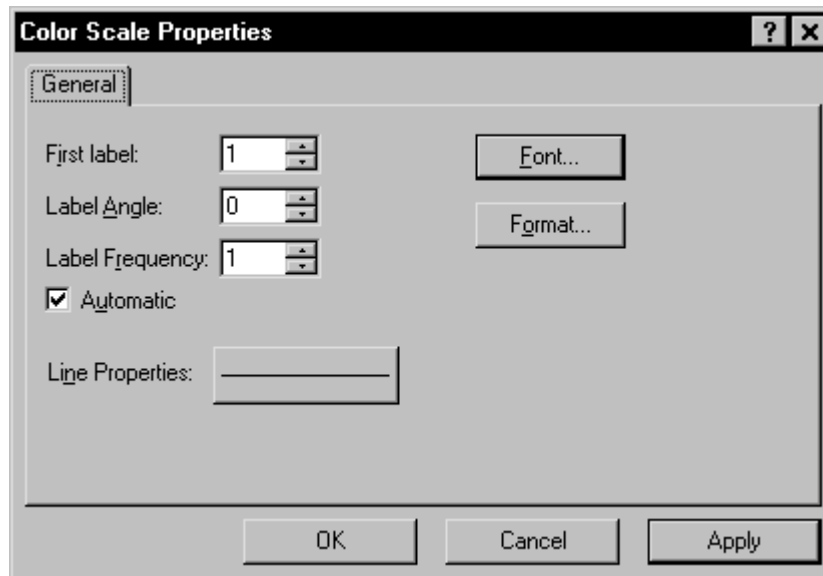 Color Scale Properties
General
First label: 1
Font...
Label Angle: 0
Format...
Label Frequency: 1
Automatic
Line Properties:
OK Cancel Apply